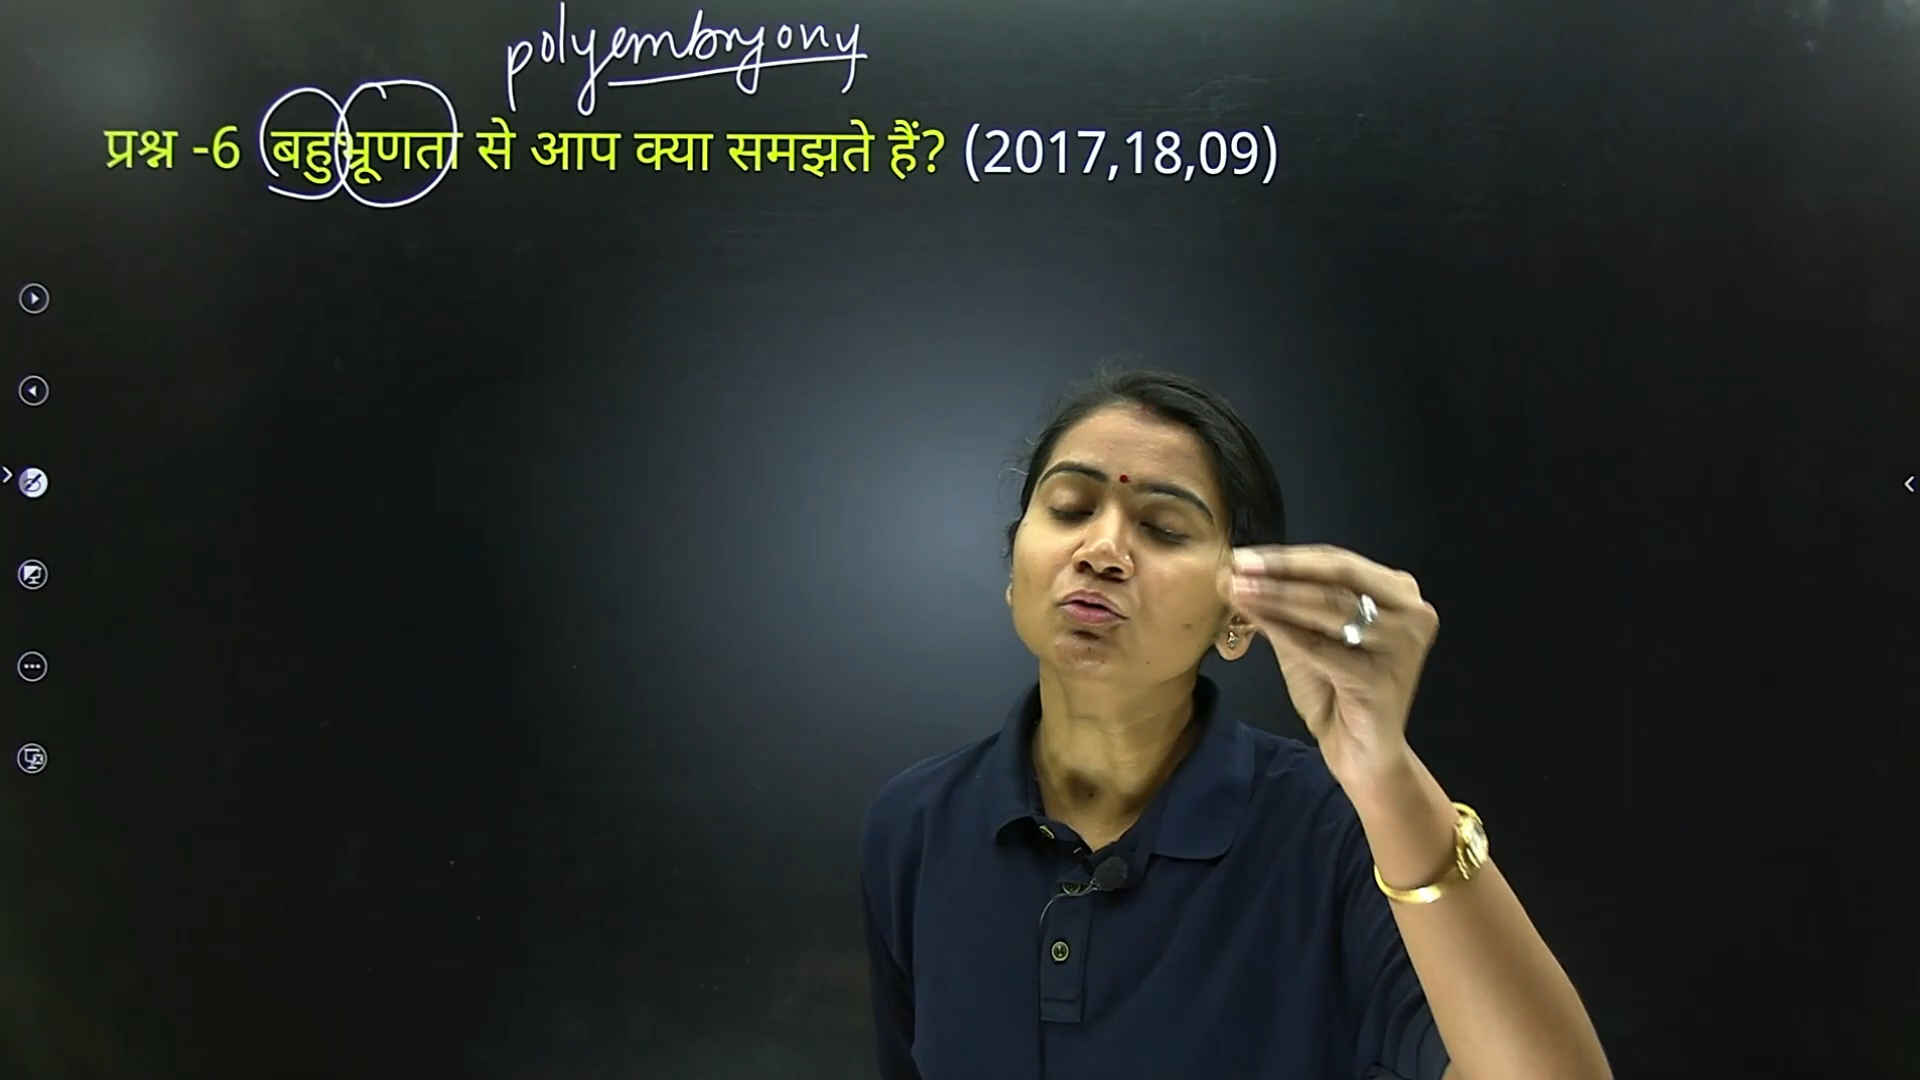 polyembryony
प्रश्न -6 बहुभ्रूणता से आप क्या समझते हैं? (2017,18,09)